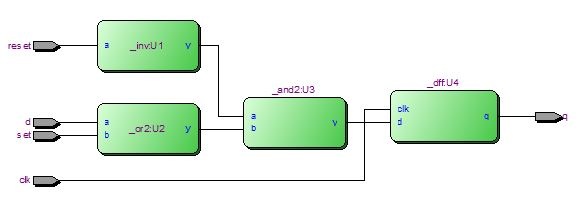 reset
a _inv:U1 y
_and2:U3
_dff:U4
d
a
_or2:U2
set
b
y
a
b
y
clk
d
q
q
clk